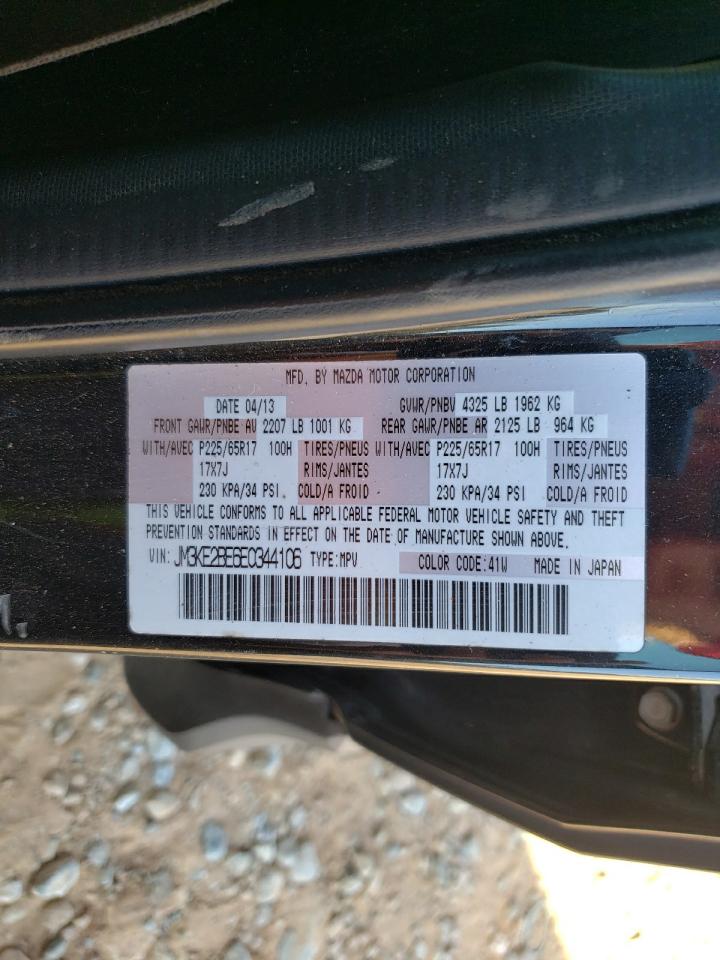 MFD. BY MAZDA MOTOR CORPORATION
DATE 04/13 GVWR/PNBV 4325 LB 1962 KG
FRONT GAWR/PNBE AV 2207 LB 1001 KG REAR GAWR/PNBE AR 2125 LB 964 KG
WITH/AVEC P225/65R17 100H TIRES/PNEUS WITH/AVEC P225/65R17 100H TIRES/PNEUS
17X7J RIMS/JANTES 17X7J RIMS/JANTES
230 KPA/34 PSI. COLD/A FROID 230 KPA/34 PSI. COLD/A FROID
THIS VEHICLE CONFORMS TO ALL APPLICABLE FEDERAL MOTOR VEHICLE SAFETY AND THEFT
PREVENTION STANDARDS IN EFFECT ON THE DATE OF MANUFACTURE SHOWN ABOVE.
VIN: JM3KE2BE6E0344106 TYPE:MPV COLOR CODE:41W MADE IN JAPAN